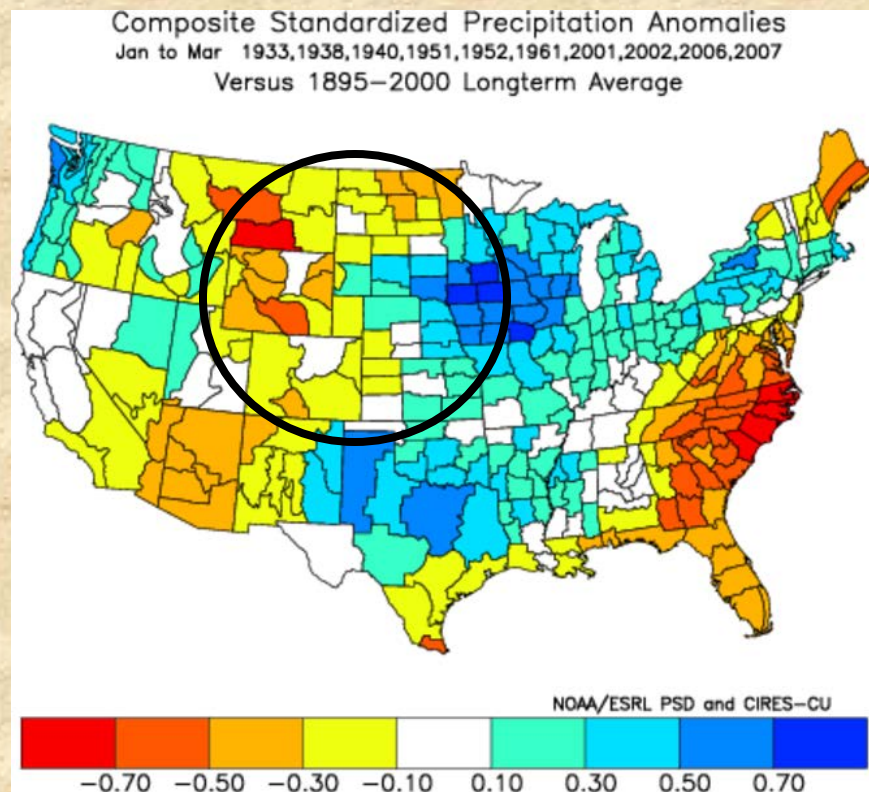 Composite Standardized Precipitation Anomalies
Jan to Mar 1933,1938,1940,1951,1952,1961,2001,2002,2006,2007
Versus 1895−2000 Longterm Average
NOAA/ESRL PSD and CIRES−CU
−0.70 −0.50 −0.30 −0.10 0.10 0.30 0.50 0.70